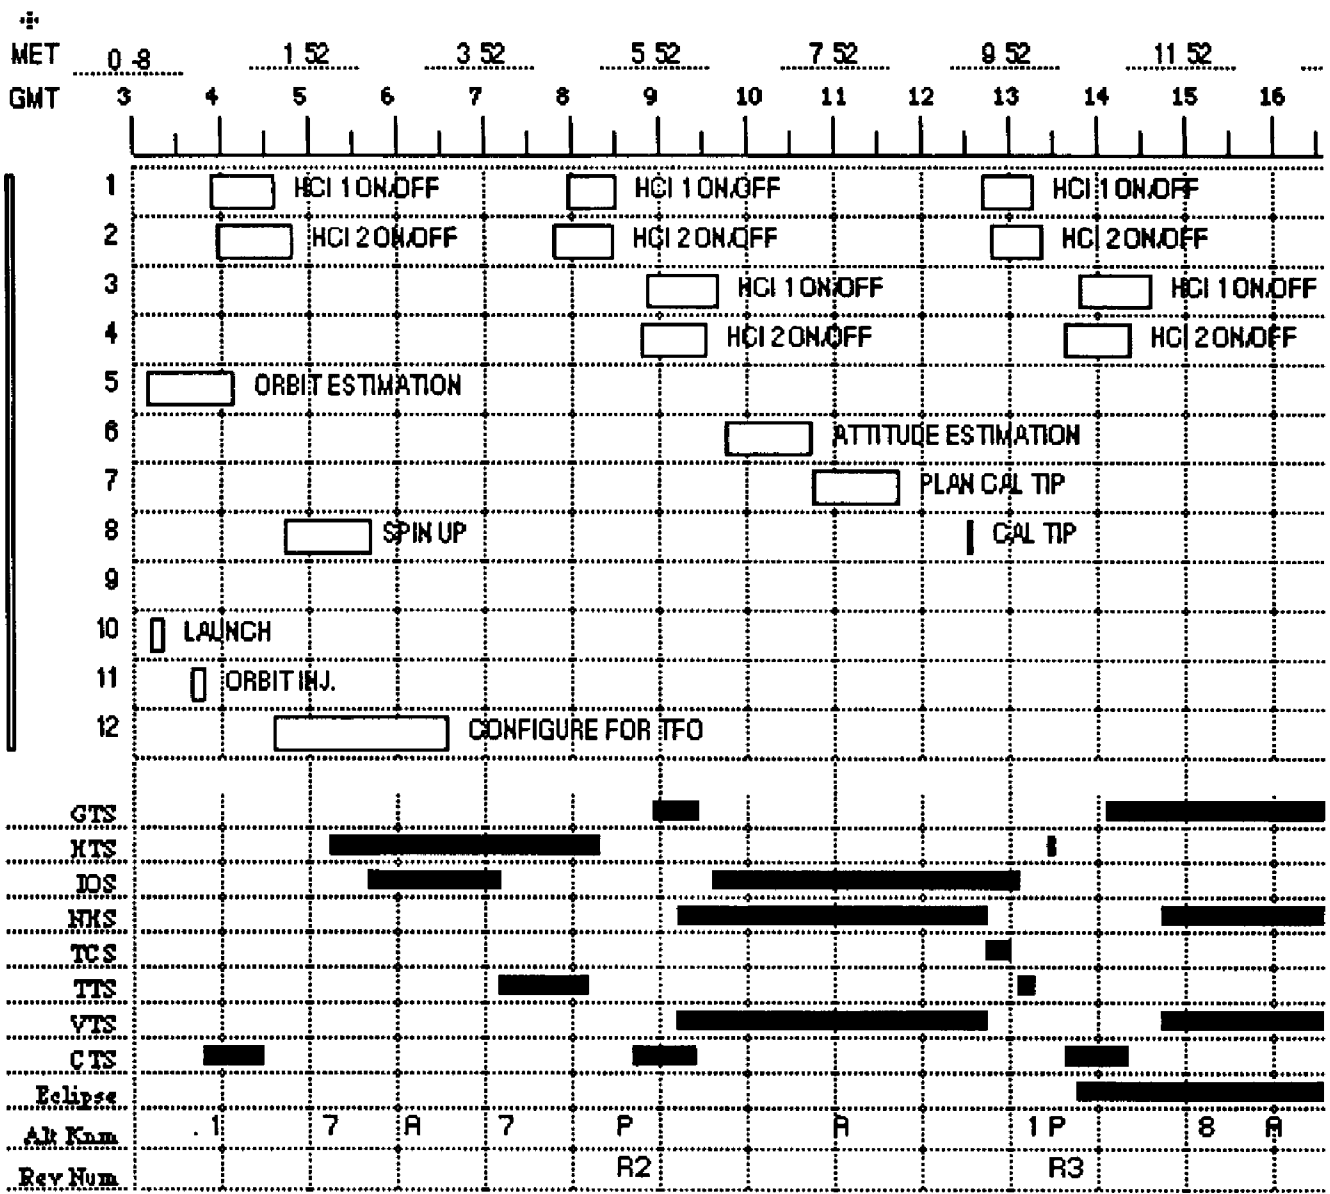 MET 0 -8 1 52 3 52 5 52 7 52 9 52 11 52
GMT 3 4 5 6 7 8 9 10 11 12 13 14 15 16
1 HCI 1 ON/OFF HCI 1 ON/OFF HCI 1 ON/OFF
2 HCI 2 ON/OFF HCI 2 ON/OFF HCI 2 ON/OFF
3 HCI 1 ON/OFF HCI 1 ON/OFF
4 HCI 2 ON/OFF HCI 2 ON/OFF
5 ORBIT ESTIMATION
6 ATTITUDE ESTIMATION
7 PLAN CAL TIP
8 SPIN UP CAL TIP
9
10 LAUNCH
11 ORBIT INJ.
12 CONFIGURE FOR TFO
GTS
HTS
IOS
NHS
TCS
TTS
VTS
CTS
Eclipse
Alt Knm 1 7 A 7 P A 1 P 8 A
Rev Num R2 R3